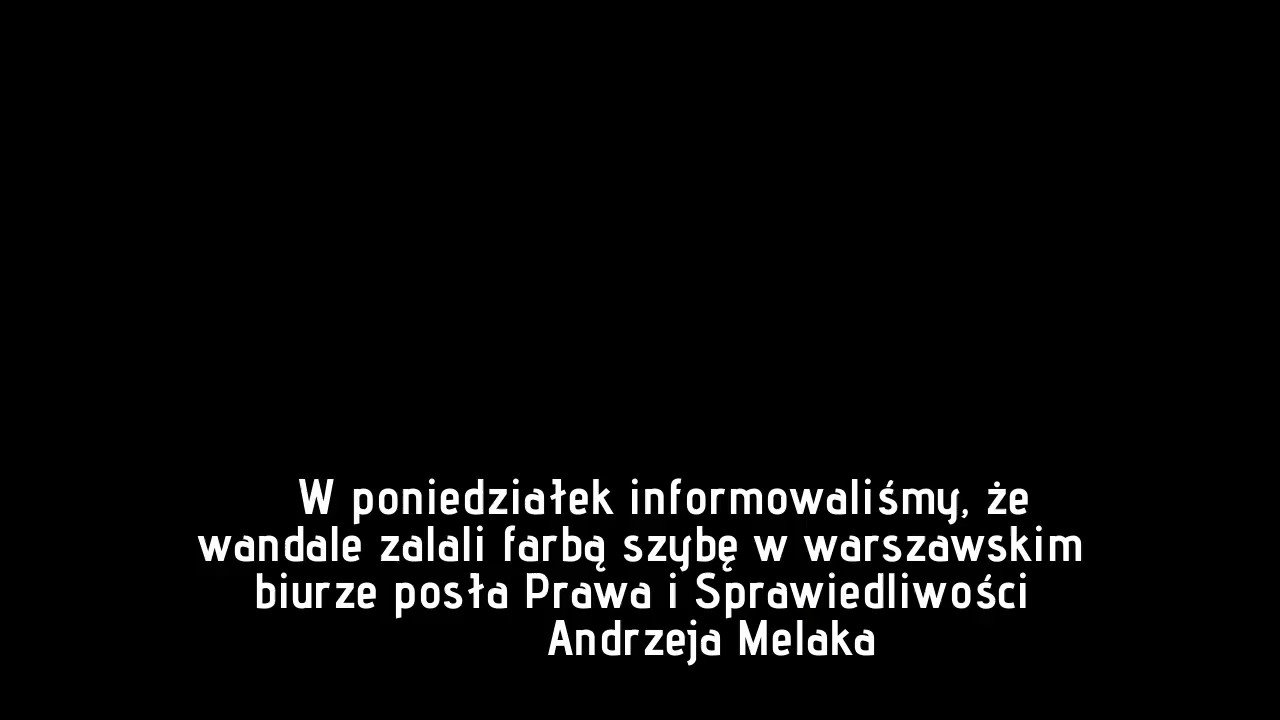 W poniedziałek informowaliśmy, że
wandale zalali farbą szybę w warszawskim
biurze posła Prawa i Sprawiedliwości
Andrzeja Melaka